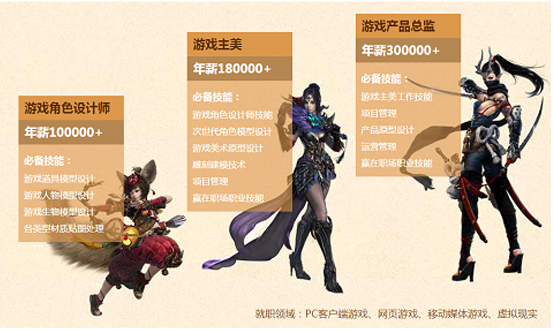 游戏角色设计师
年薪100000+
必备技能：
游戏道具模型设计
游戏人物模型设计
游戏生物模型设计
各类型材质贴图处理
游戏主美
年薪180000+
必备技能：
游戏角色设计师技能
次世代角色模型设计
游戏美术原型设计
雕刻建模技术
项目管理
赢在职场职业技能
游戏产品总监
年薪300000+
必备技能：
游戏主美工作技能
项目管理
产品原型设计
运营管理
赢在职场职业技能
就职领域：PC客户端游戏、网页游戏、移动媒体游戏、虚拟现实